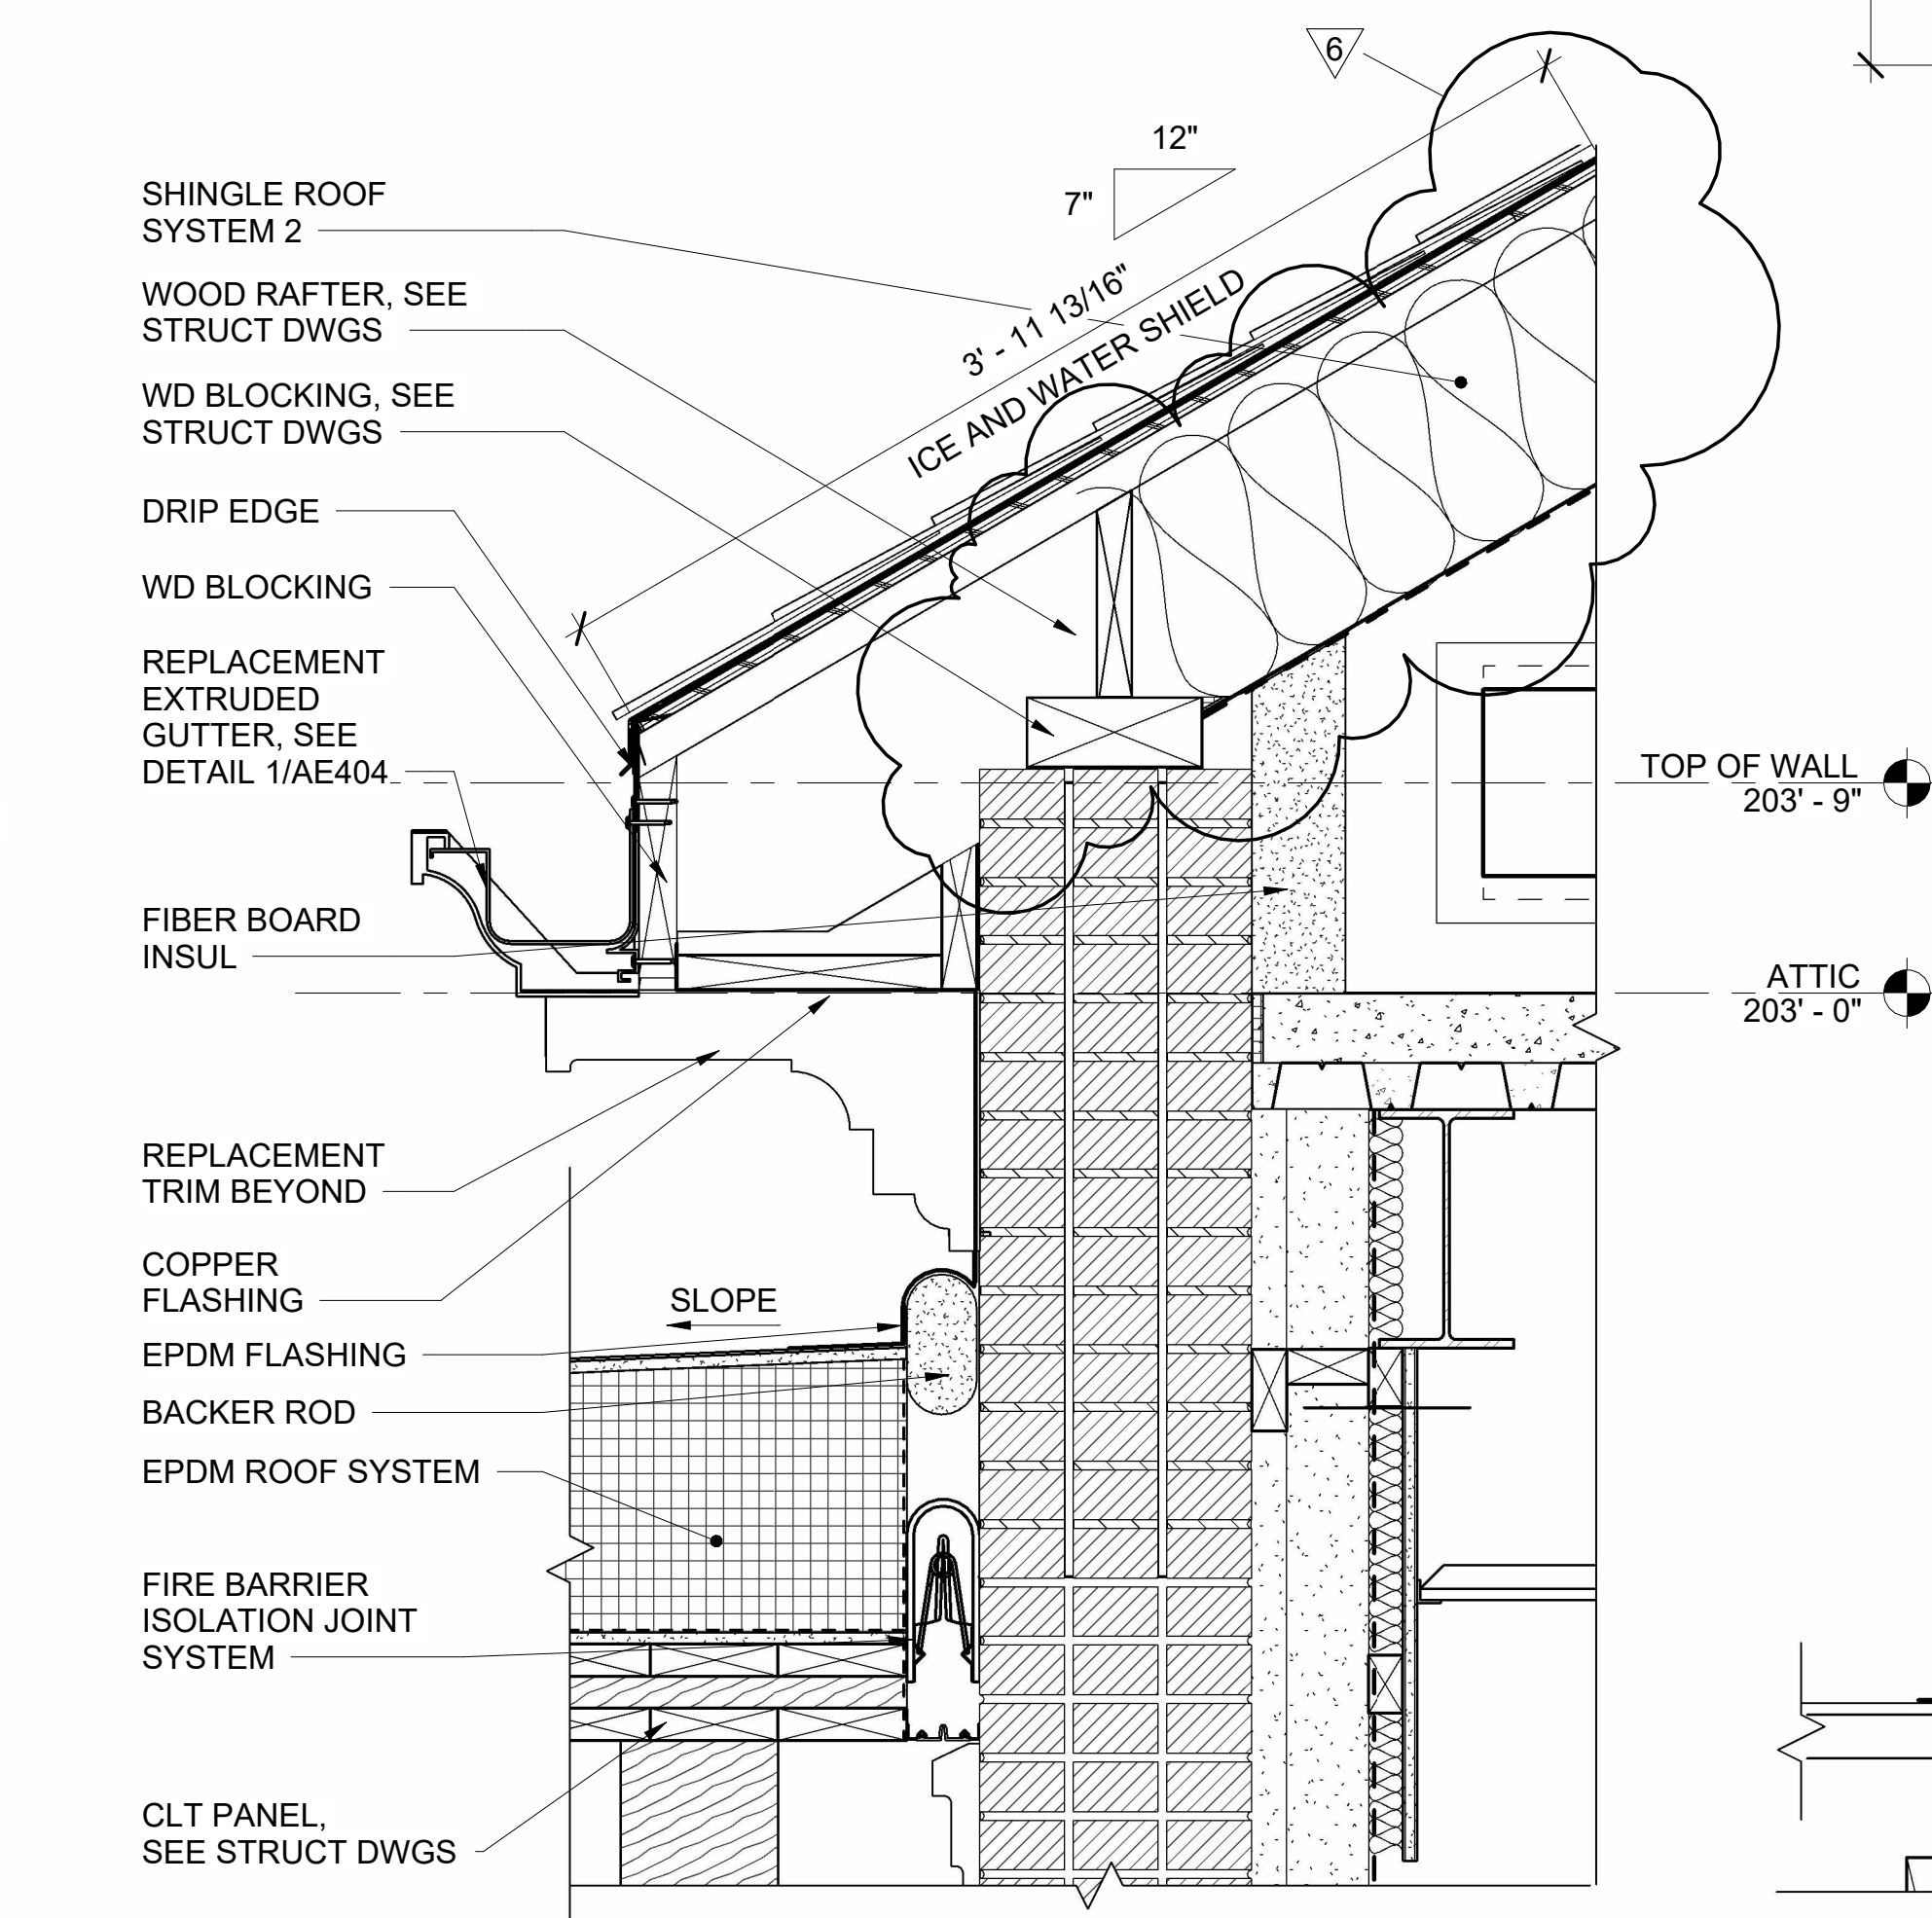 6
12"
7"
3' - 11 13/16"
ICE AND WATER SHIELD
SHINGLE ROOF
SYSTEM 2
WOOD RAFTER, SEE
STRUCT DWGS
WD BLOCKING, SEE
STRUCT DWGS
DRIP EDGE
WD BLOCKING
REPLACEMENT
EXTRUDED
GUTTER, SEE
DETAIL 1/AE404
TOP OF WALL
203' - 9"
FIBER BOARD
INSUL
ATTIC
203' - 0"
REPLACEMENT
TRIM BEYOND
COPPER
FLASHING
SLOPE
EPDM FLASHING
BACKER ROD
EPDM ROOF SYSTEM
FIRE BARRIER
ISOLATION JOINT
SYSTEM
CLT PANEL,
SEE STRUCT DWGS